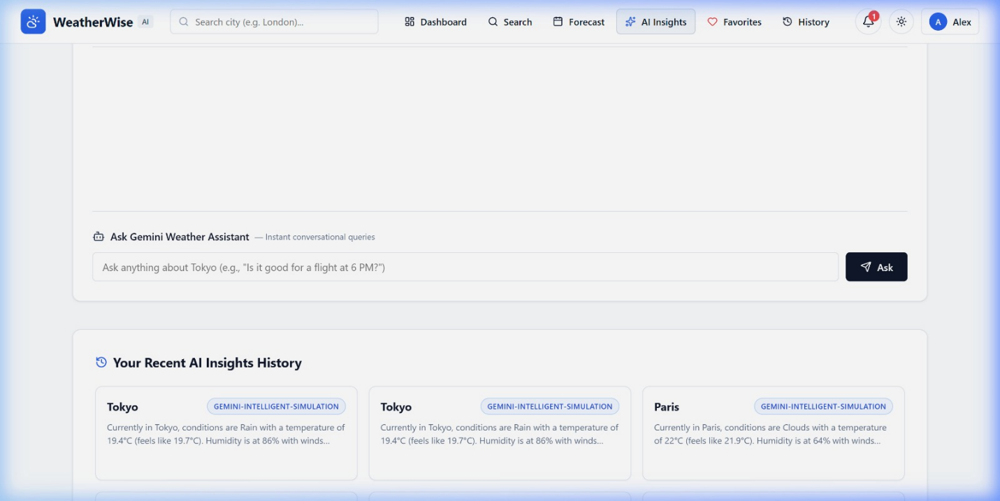 WeatherWise AI
Search city (e.g. London)...
Dashboard
Search
Forecast
AI Insights
Favorites
History
1
A Alex
Ask Gemini Weather Assistant — Instant conversational queries
Ask anything about Tokyo (e.g., "Is it good for a flight at 6 PM?")
Ask
Your Recent AI Insights History
Tokyo
GEMINI-INTELLIGENT-SIMULATION
Currently in Tokyo, conditions are Rain with a temperature of
19.4°C (feels like 19.7°C). Humidity is at 86% with winds...
Tokyo
GEMINI-INTELLIGENT-SIMULATION
Currently in Tokyo, conditions are Rain with a temperature of
19.4°C (feels like 19.7°C). Humidity is at 86% with winds...
Paris
GEMINI-INTELLIGENT-SIMULATION
Currently in Paris, conditions are Clouds with a temperature
of 22°C (feels like 21.9°C). Humidity is at 64% with winds...